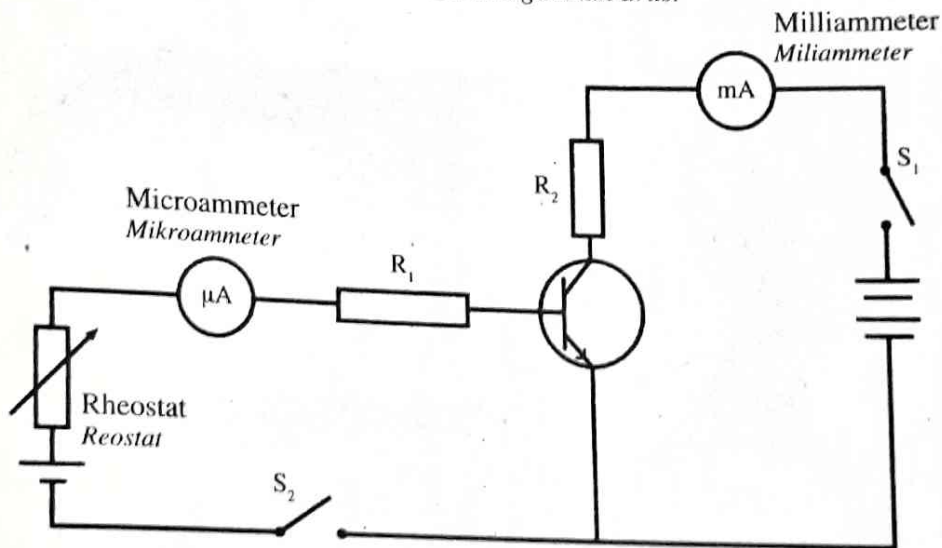 Milliammeter
Miliammeter
mA
S₁
R₂
Microammeter
Mikroammeter
R₁
μA
Rheostat
Reostat
S₂